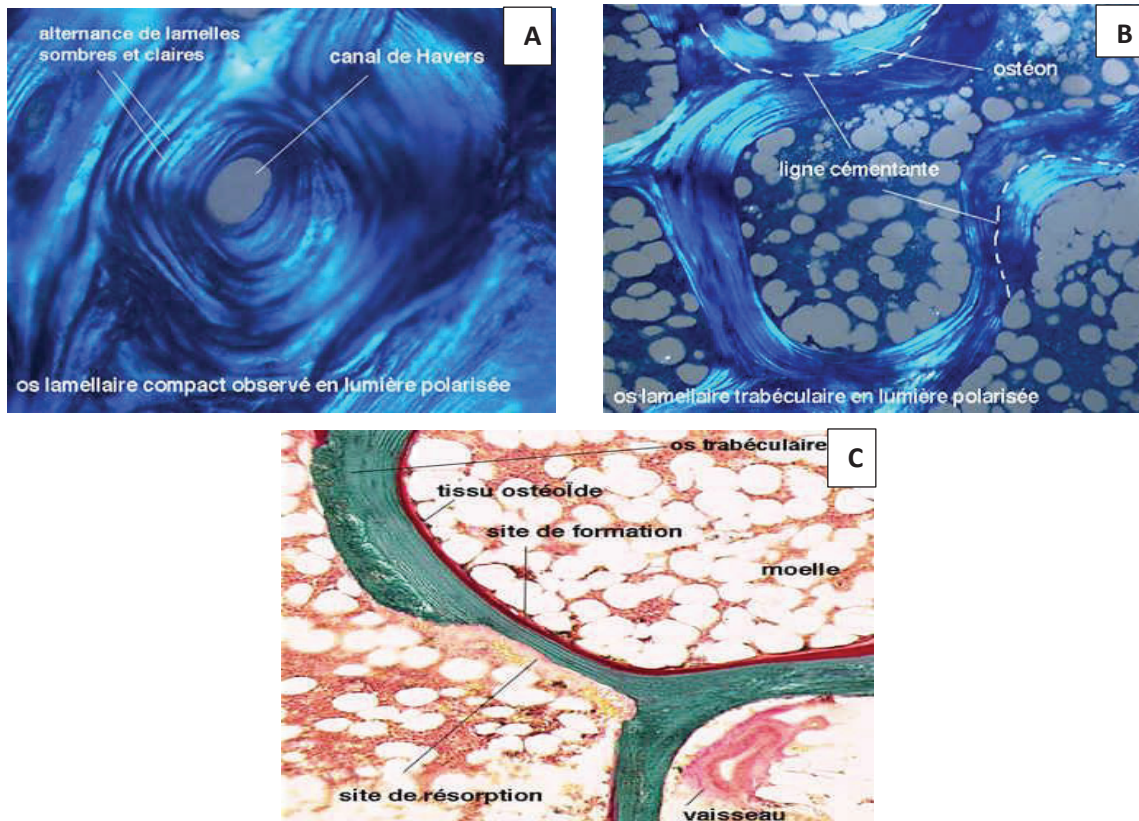 alternance de lamelles
sombres et claires
canal de Havers
A
os lamellaire compact observé en lumière polarisée
B
ostéon
ligne cémentante
os lamellaire trabéculaire en lumière polarisée
os trabéculaire
C
tissu ostéoÏde
site de formation
moelle
site de résorption
vaisseau